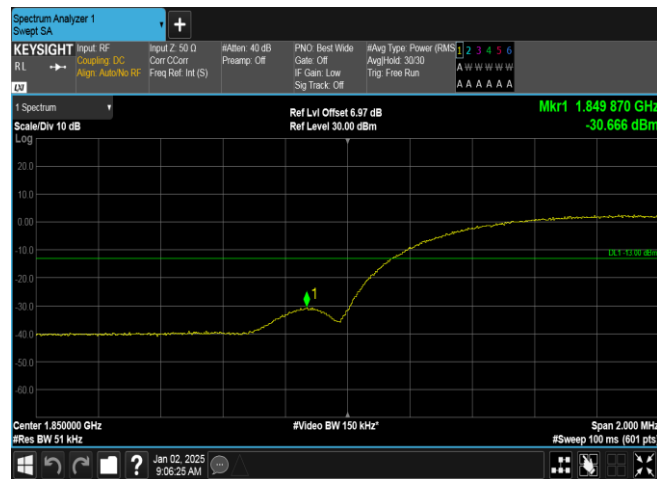 Spectrum Analyzer 1
Swept SA
+
KEYSIGHT Input: RF Input Z: 50 Ω #Atten: 40 dB PNO: Best Wide #Avg Type: Power (RMS 1 2 3 4 5 6
RL Coupling: DC Corr CCorr Preamp: Off Gate: Off Avg|Hold: 30/30 A W W W W W
Align: Auto/No RF Freq Ref: Int (S) IF Gain: Low Trig: Free Run
LXI Sig Track: Off A A A A A A
1 Spectrum Ref Lvl Offset 6.97 dB Mkr1 1.849 870 GHz
Scale/Div 10 dB Ref Level 30.00 dBm -30.666 dBm
Log
20.0
10.0
0.00
-10.0
DL1 -13.00 dBm
-20.0
1
-30.0
-40.0
-50.0
-60.0
Center 1.850000 GHz #Video BW 150 kHz* Span 2.000 MHz
#Res BW 51 kHz #Sweep 100 ms (601 pts)
? Jan 02, 2025
9:06:25 AM